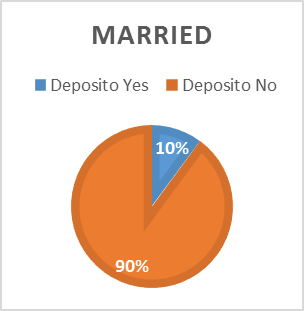 MARRIED
Deposito Yes Deposito No
10%
90%